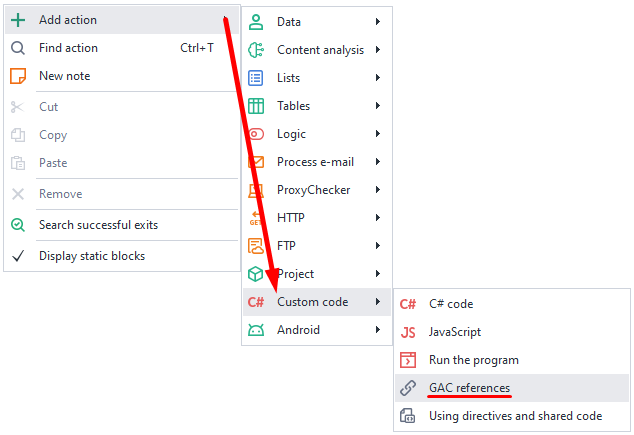 Add action
Find action Ctrl+T
New note
Cut
Copy
Paste
Remove
Search successful exits
Display static blocks
Data
Content analysis
Lists
Tables
Logic
Process e-mail
ProxyChecker
GET HTTP
FTP
Project
C# Custom code
Android
C# C# code
JS JavaScript
Run the program
GAC references
Using directives and shared code